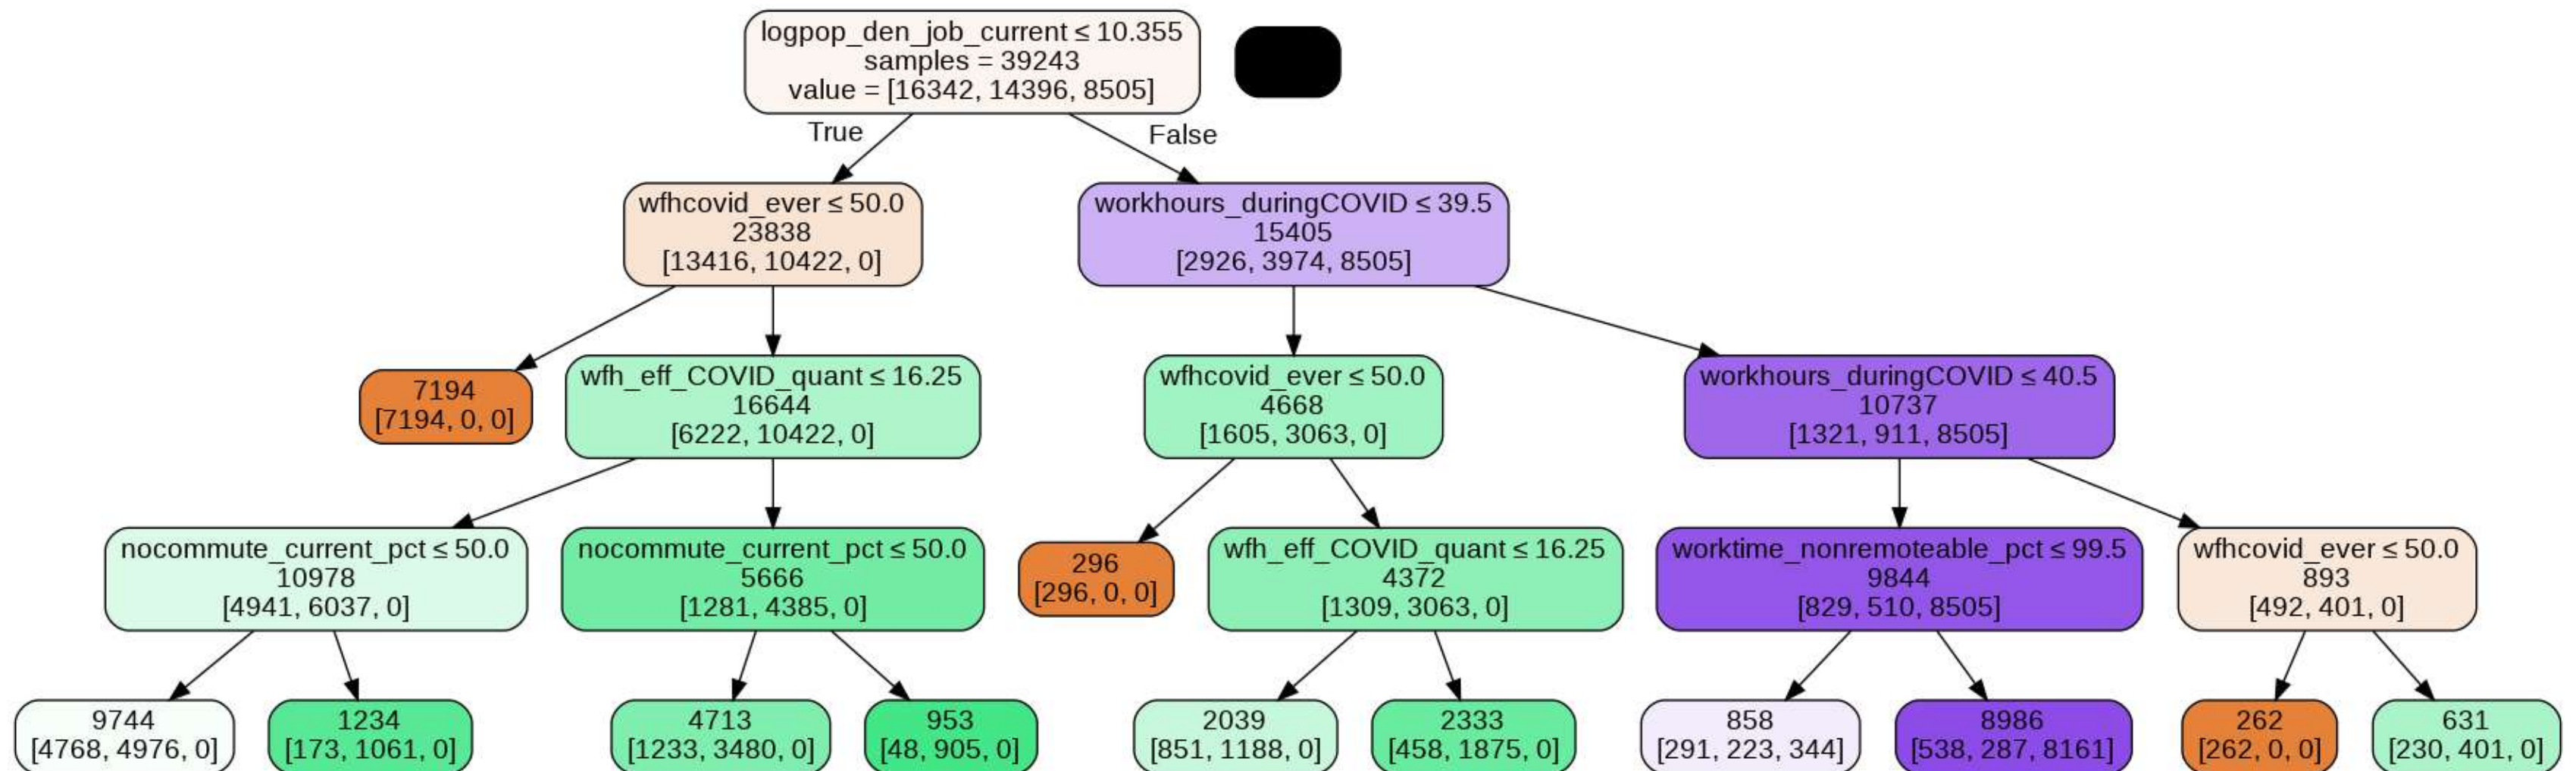 logpop_den_job_current ≤ 10.355
samples = 39243
value = [16342, 14396, 8505]
True
False
wfhcovid_ever ≤ 50.0
23838
[13416, 10422, 0]
workhours_duringCOVID ≤ 39.5
15405
[2926, 3974, 8505]
7194
[7194, 0, 0]
wfh_eff_COVID_quant ≤ 16.25
16644
[6222, 10422, 0]
wfhcovid_ever ≤ 50.0
4668
[1605, 3063, 0]
workhours_duringCOVID ≤ 40.5
10737
[1321, 911, 8505]
nocommute_current_pct ≤ 50.0
10978
[4941, 6037, 0]
nocommute_current_pct ≤ 50.0
5666
[1281, 4385, 0]
296
[296, 0, 0]
wfh_eff_COVID_quant ≤ 16.25
4372
[1309, 3063, 0]
worktime_nonremoteable_pct ≤ 99.5
9844
[829, 510, 8505]
wfhcovid_ever ≤ 50.0
893
[492, 401, 0]
9744
[4768, 4976, 0]
1234
[173, 1061, 0]
4713
[1233, 3480, 0]
953
[48, 905, 0]
2039
[851, 1188, 0]
2333
[458, 1875, 0]
858
[291, 223, 344]
8986
[538, 287, 8161]
262
[262, 0, 0]
631
[230, 401, 0]